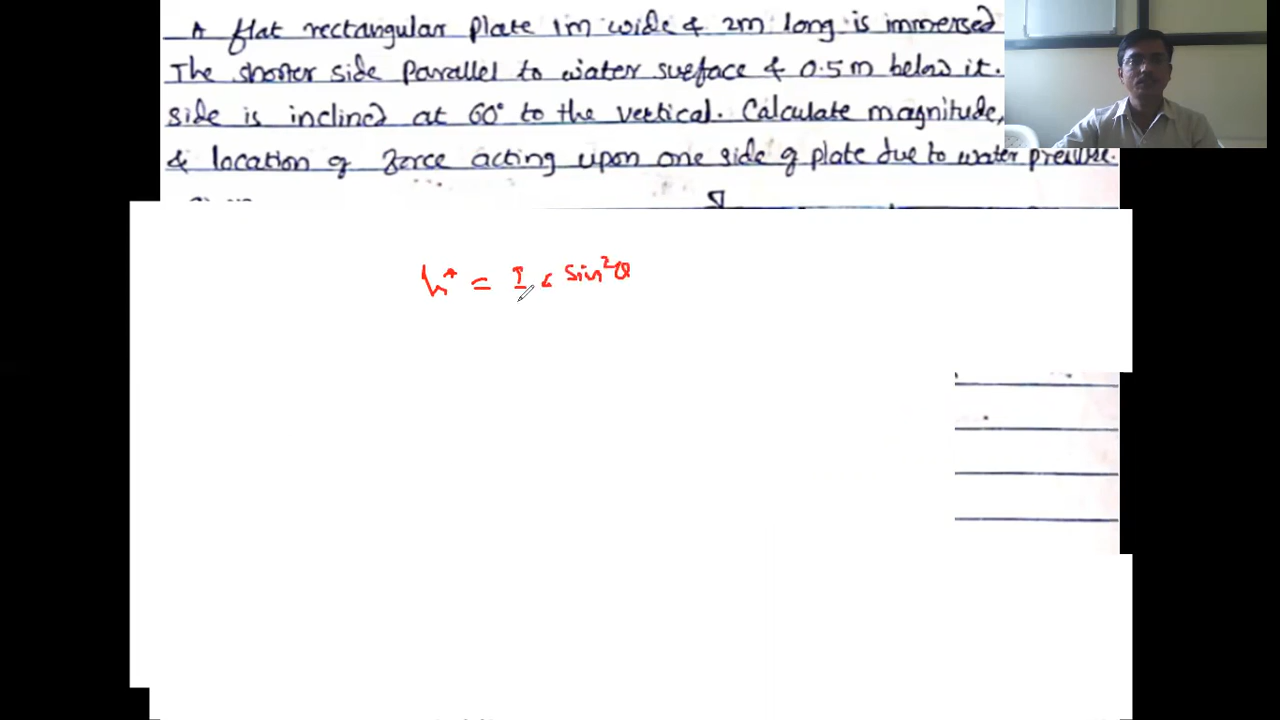 A flat rectangular plate 1m wide & 2m long is immersed
The shorter side parallel to water surface & 0.5m below it.
side is inclined at 60° to the vertical. Calculate magnitude,
& location of force acting upon one side of plate due to water pressure.
h* = I G sin²θ